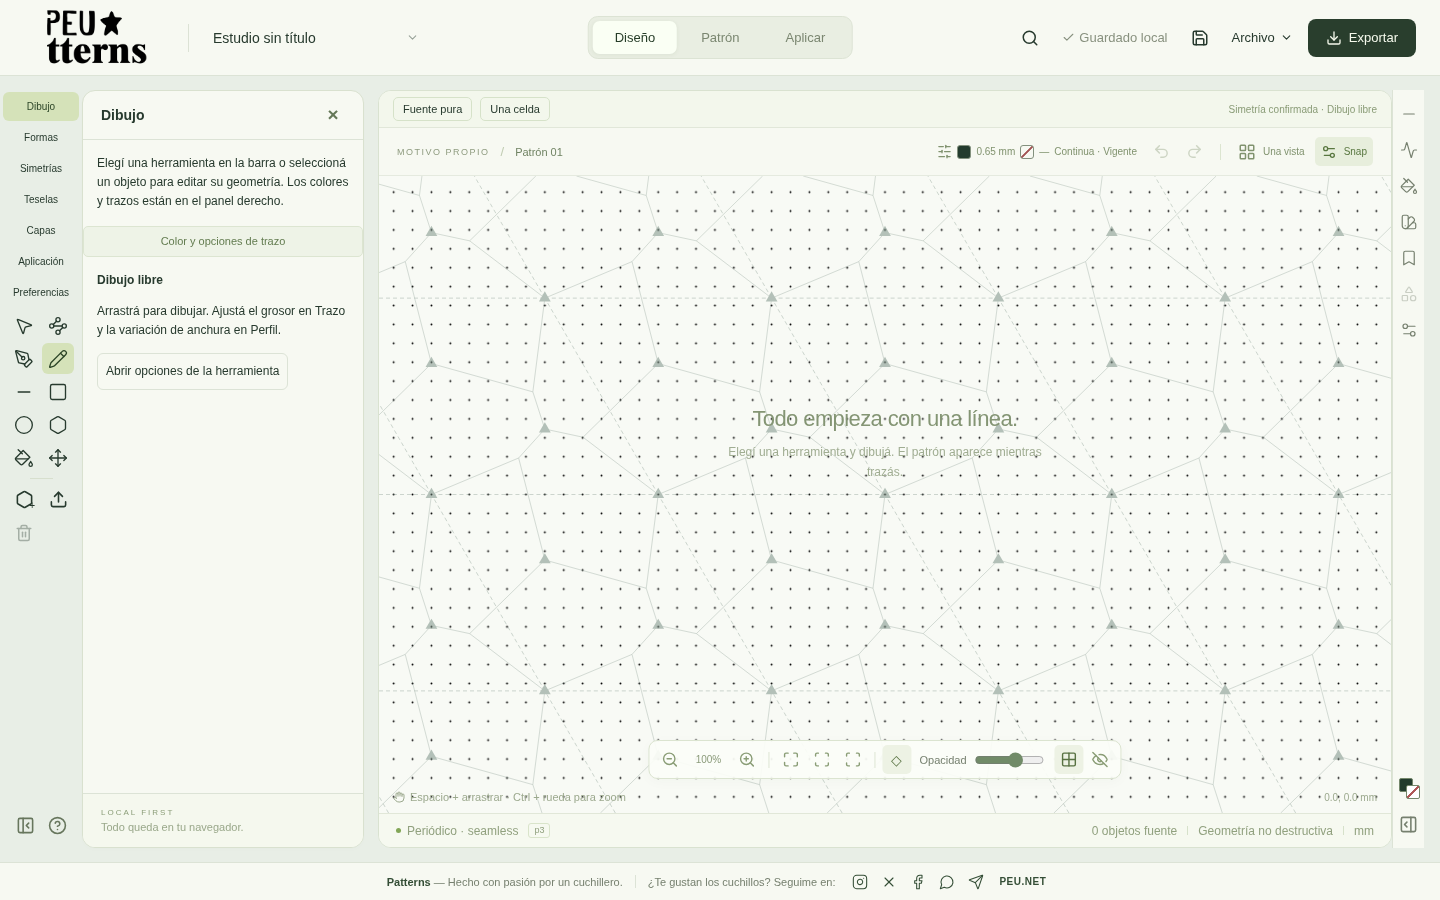 PEU★
tterns
Estudio sin título
Diseño
Patrón
Aplicar
Guardado local
Archivo
Exportar
Dibujo
Formas
Simetrías
Teselas
Capas
Aplicación
Preferencias
Dibujo
Elegí una herramienta en la barra o seleccioná
un objeto para editar su geometría. Los colores
y trazos están en el panel derecho.
Color y opciones de trazo
Dibujo libre
Arrastrá para dibujar. Ajustá el grosor en Trazo
y la variación de anchura en Perfil.
Abrir opciones de la herramienta
LOCAL FIRST
Todo queda en tu navegador.
Fuente pura
Una celda
Simetría confirmada · Dibujo libre
MOTIVO PROPIO / Patrón 01
0.65 mm — Continua · Vigente
Una vista
Snap
Todo empieza con una línea.
Elegí una herramienta y dibujá. El patrón aparece mientras
trazás.
100%
Opacidad
Espacio + arrastrar · Ctrl + rueda para zoom
0.0, 0.0 mm
Periódico · seamless p3
0 objetos fuente
Geometría no destructiva
mm
Patterns — Hecho con pasión por un cuchillero.
¿Te gustan los cuchillos? Seguime en:
PEU.NET